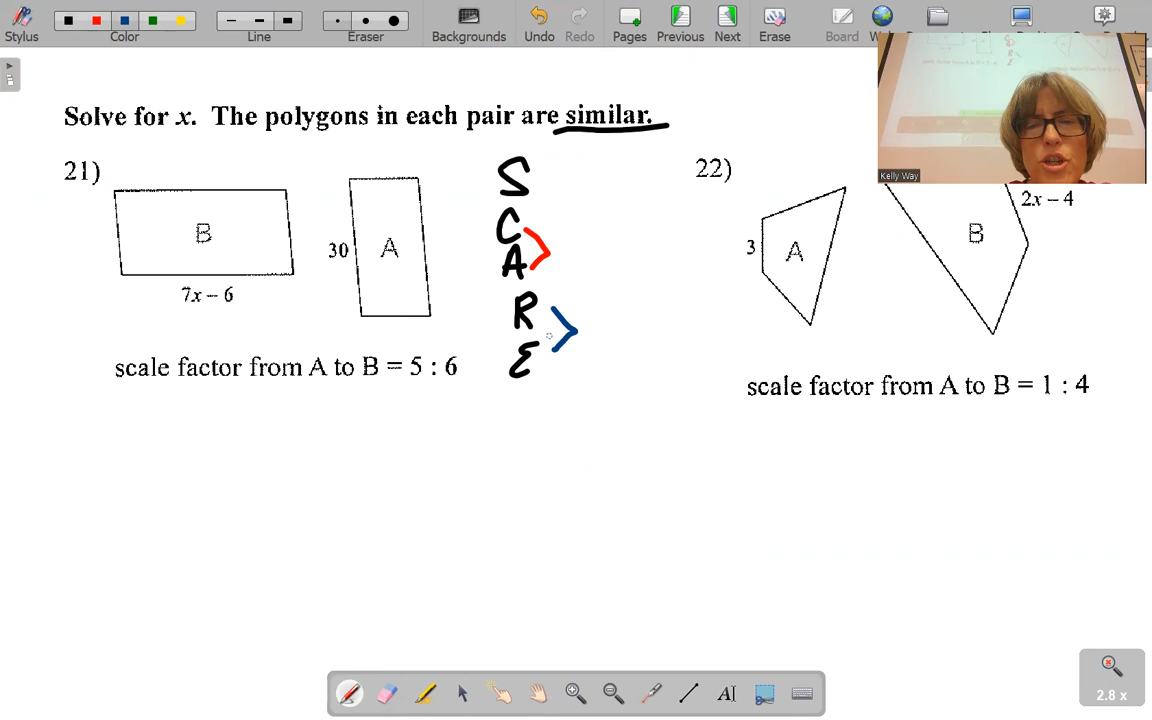 Stylus Color Line Eraser Backgrounds Undo Redo Pages Previous Next Erase Board
Kelly Way
Solve for x. The polygons in each pair are similar.
21)
B
7x – 6
30
A
scale factor from A to B = 5 : 6
S
C
A
R
E
22)
3
A
B
2x – 4
scale factor from A to B = 1 : 4
A
2.8 x